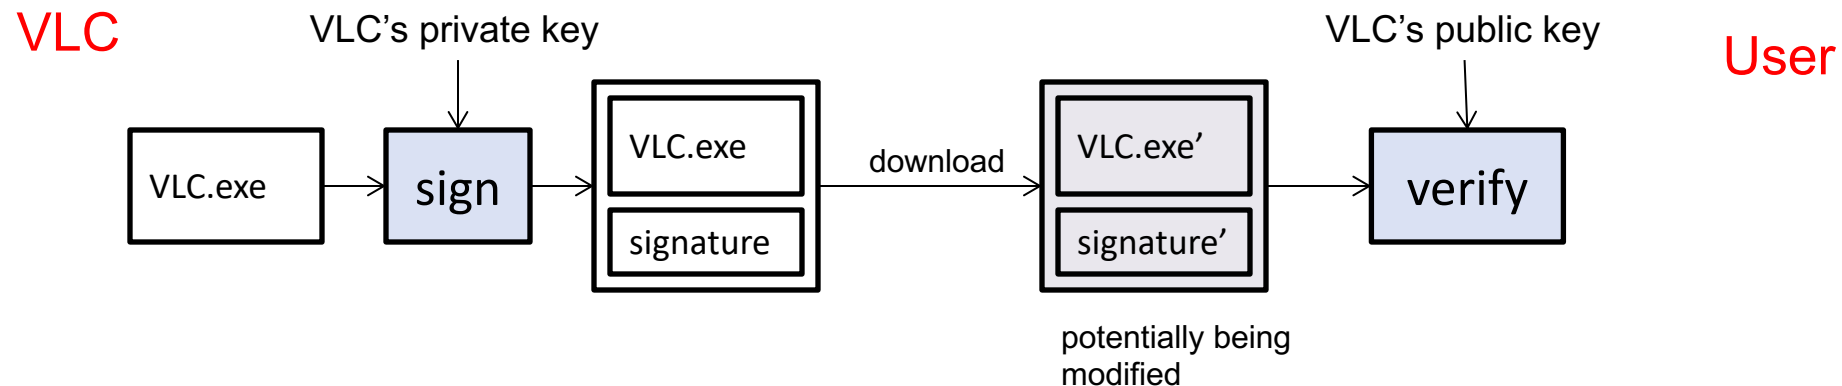 VLC
VLC’s private key
VLC’s public key
User
VLC.exe
sign
VLC.exe
signature
download
VLC.exe’
signature’
verify
potentially being
modified